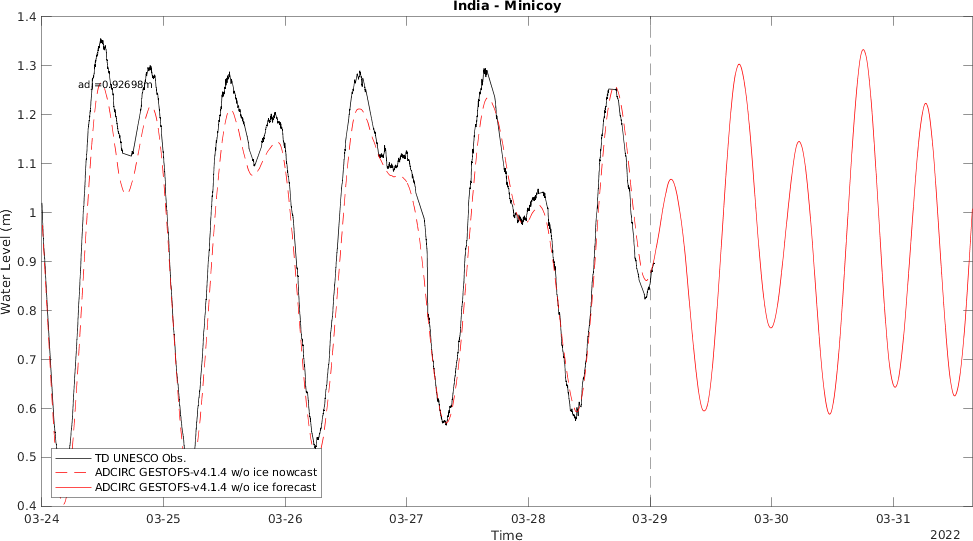 India - Minicoy
1.4
1.3
1.2
1.1
1
0.9
0.8
0.7
0.6
0.5
0.4
Water Level (m)
adj=0.92698m
TD UNESCO Obs.
ADCIRC GESTOFS-v4.1.4 w/o ice nowcast
ADCIRC GESTOFS-v4.1.4 w/o ice forecast
03-24 03-25 03-26 03-27 03-28 03-29 03-30 03-31
Time
2022